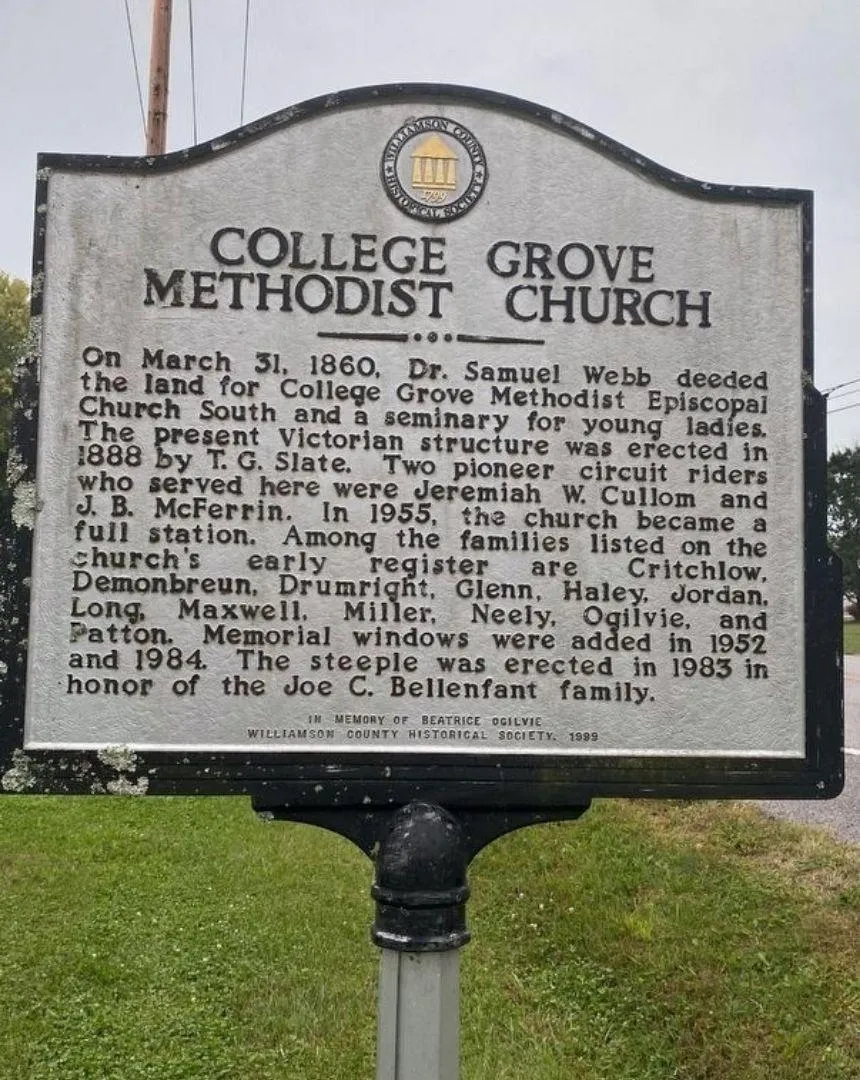 WILLIAMSON COUNTY
1799
HISTORICAL SOCIETY
COLLEGE GROVE
METHODIST CHURCH
On March 31, 1860, Dr. Samuel Webb deeded
the land for College Grove Methodist Episcopal
Church South and a seminary for young ladies.
The present Victorian structure was erected in
1888 by T. G. Slate. Two pioneer circuit riders
who served here were Jeremiah W. Cullom and
J. B. McFerrin. In 1955, the church became a
full station. Among the families listed on the
church's early register are Critchlow,
Demonbreun, Drumright, Glenn, Haley, Jordan,
Long, Maxwell, Miller, Neely, Ogilvie, and
Patton. Memorial windows were added in 1952
and 1984. The steeple was erected in 1983 in
honor of the Joe C. Bellenfant family.
IN MEMORY OF BEATRICE OGILVIE
WILLIAMSON COUNTY HISTORICAL SOCIETY, 1999